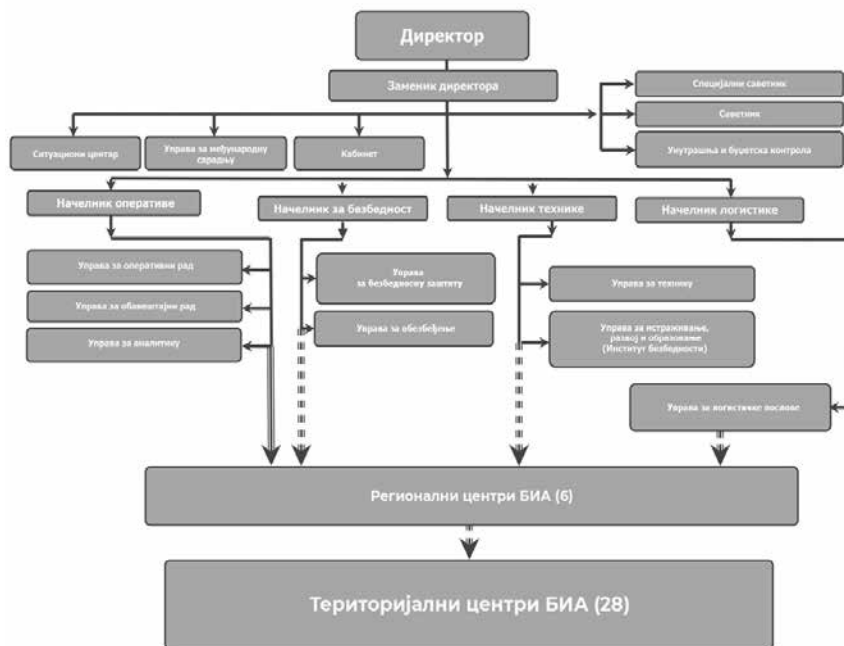 Директор
Заменик директора
Специјални саветник
Саветник
Унутрашња и буџетска контрола
Ситуациони центар
Управа за међународну
сарадњу
Кабинет
Начелник оперативе
Начелник за безбедност
Начелник технике
Начелник логистике
Управа за оперативни рад
Управа за обавештајни рад
Управа за аналитику
Управа
за безбедносну заштиту
Управа за обезбеђење
Управа за технику
Управа за истраживање,
развој и образовање
(Институт безбедности)
Управа за логистичке послове
Регионални центри БИА (6)
Територијални центри БИА (28)